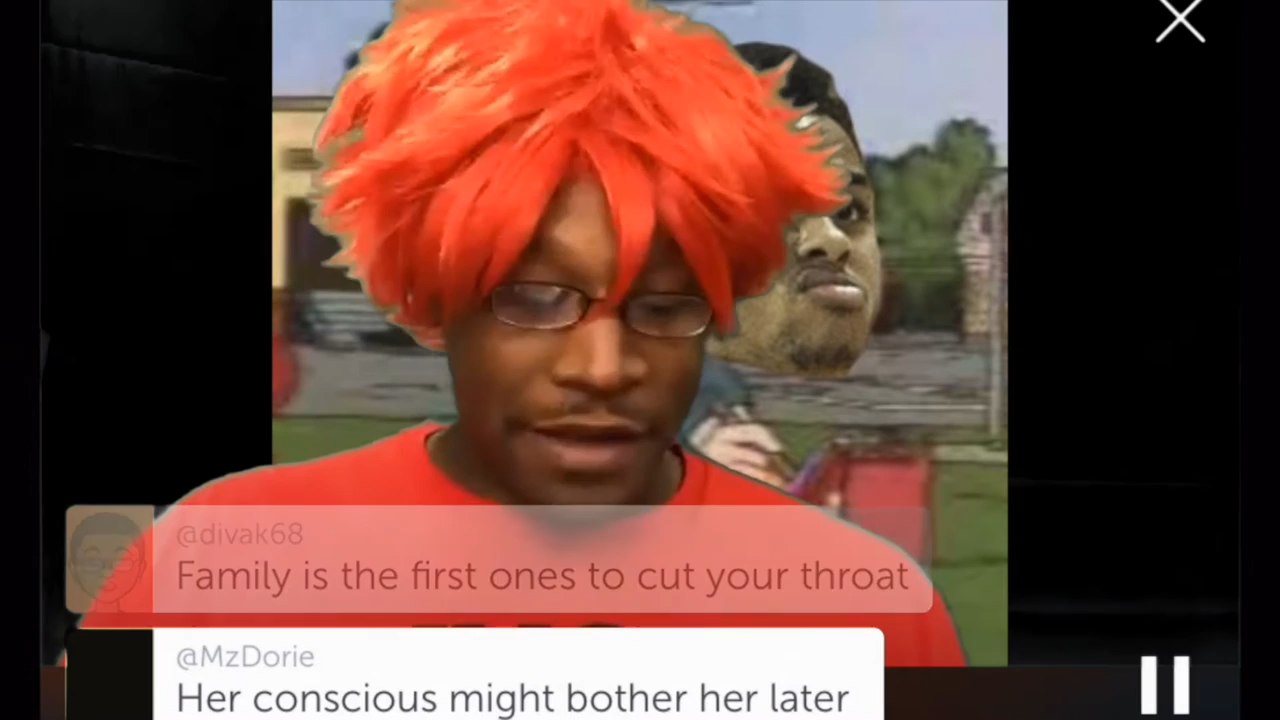 @divak68
Family is the first ones to cut your throat
@MzDorie
Her conscious might bother her later